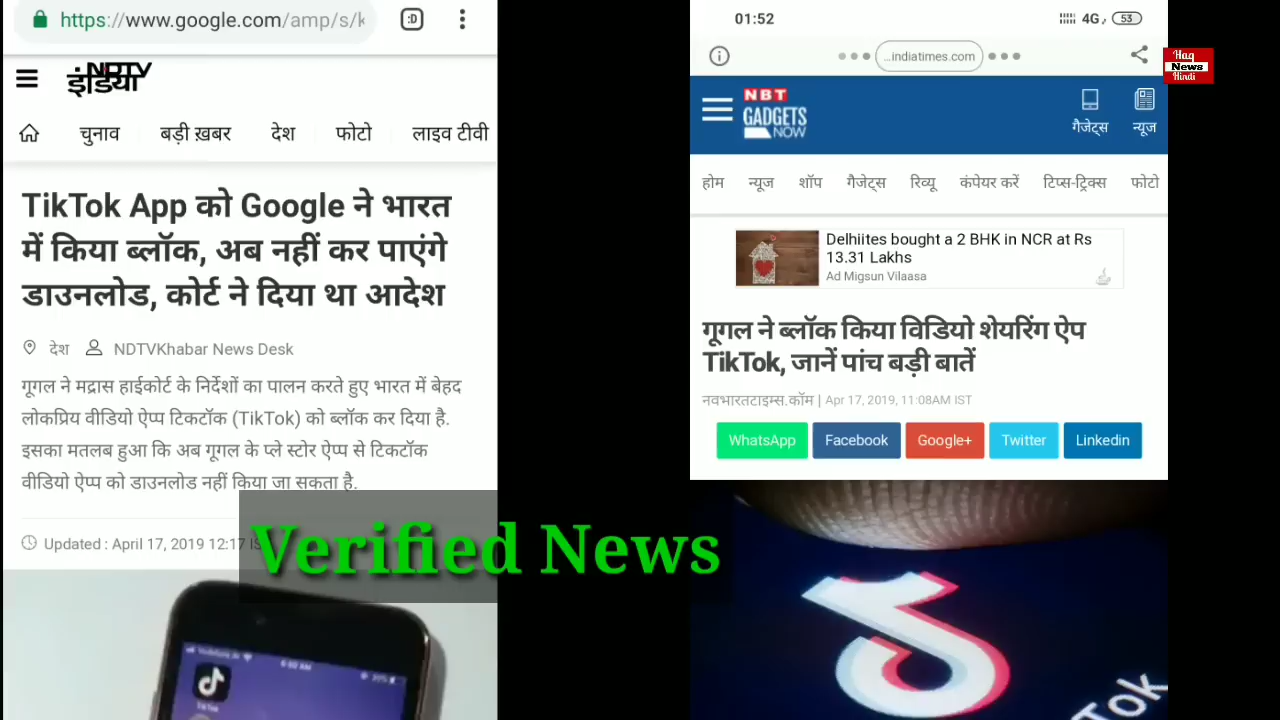 https://www.google.com/amp/s/k
:D
NDTV
इंडिया
चुनाव बड़ी ख़बर देश फोटो लाइव टीवी
TikTok App को Google ने भारत
में किया ब्लॉक, अब नहीं कर पाएंगे
डाउनलोड, कोर्ट ने दिया था आदेश
देश NDTVKhabar News Desk
गूगल ने मद्रास हाईकोर्ट के निर्देशों का पालन करते हुए भारत में बेहद
लोकप्रिय वीडियो ऐप्प टिकटॉक (TikTok) को ब्लॉक कर दिया है.
इसका मतलब हुआ कि अब गूगल के प्ले स्टोर ऐप्प से टिकटॉक
वीडियो ऐप्प को डाउनलोड नहीं किया जा सकता है.
Updated : April 17, 2019 12:17 IS
Verified News
01:52 4G 53
...indiatimes.com
Haq
News
Hindi
NBT
GADGETS
NOW
गैजेट्स न्यूज
होम न्यूज शॉप गैजेट्स रिव्यू कंपेयर करें टिप्स-ट्रिक्स फोटो
Delhiites bought a 2 BHK in NCR at Rs
13.31 Lakhs
Ad Migsun Vilaasa
गूगल ने ब्लॉक किया विडियो शेयरिंग ऐप
TikTok, जानें पांच बड़ी बातें
नवभारतटाइम्स.कॉम | Apr 17, 2019, 11:08AM IST
WhatsApp Facebook Google+ Twitter Linkedin
Tok